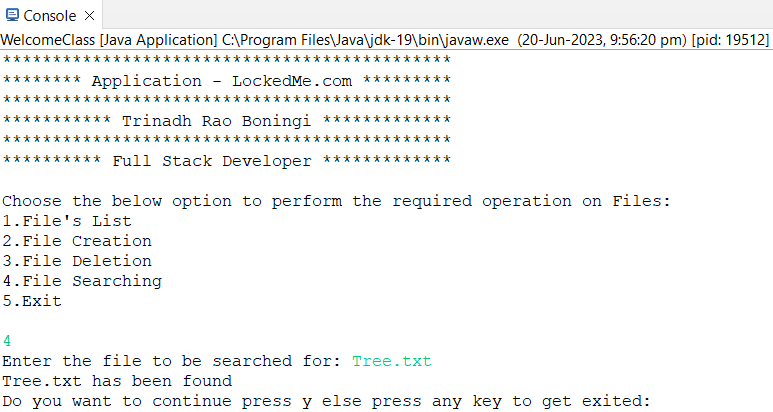 Console
WelcomeClass [Java Application] C:\Program Files\Java\jdk-19\bin\javaw.exe (20-Jun-2023, 9:56:20 pm) [pid: 19512]
*********************************************
******** Application - LockedMe.com *********
*********************************************
*********** Trinadh Rao Boningi *************
*********************************************
********** Full Stack Developer *************
Choose the below option to perform the required operation on Files:
1.File's List
2.File Creation
3.File Deletion
4.File Searching
5.Exit
4
Enter the file to be searched for: Tree.txt
Tree.txt has been found
Do you want to continue press y else press any key to get exited: